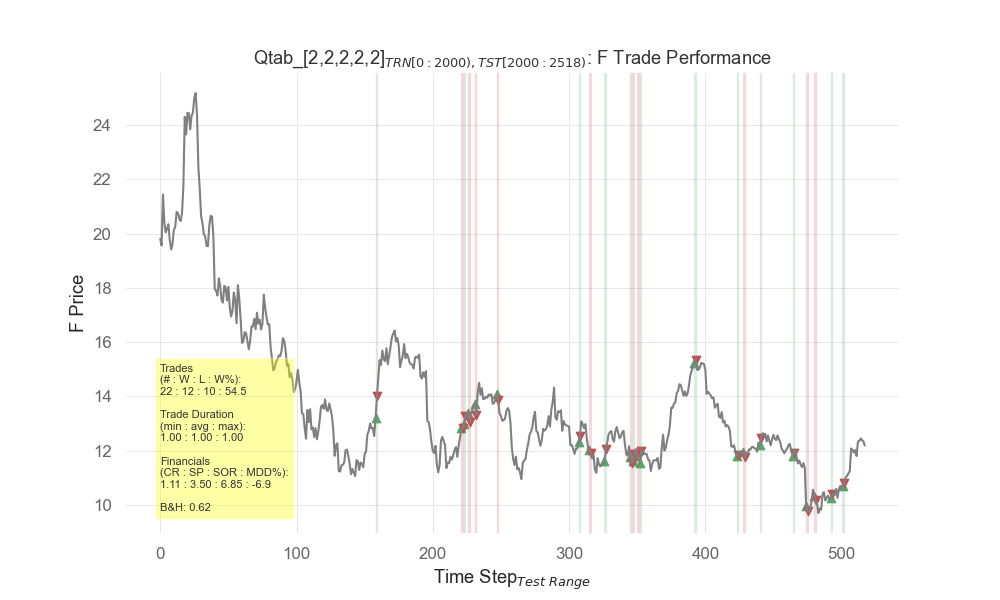 Qtab_[2,2,2,2,2]TRN[0 : 2000), TST[2000 : 2518) : F Trade Performance
F Price
24
22
20
18
16
14
12
10
Trades
(# : W : L : W%):
22 : 12 : 10 : 54.5
Trade Duration
(min : avg : max):
1.00 : 1.00 : 1.00
Financials
(CR : SP : SOR : MDD%):
1.11 : 3.50 : 6.85 : -6.9
B&H: 0.62
0 100 200 300 400 500
Time StepTest Range